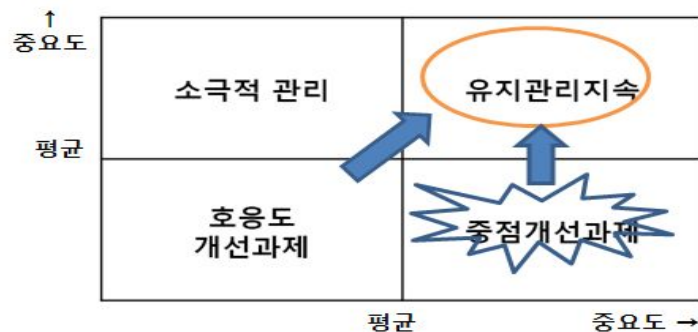 ↑
중요도
소극적 관리
유지관리지속
평균
호응도
개선과제
중점개선과제
평균
중요도 →